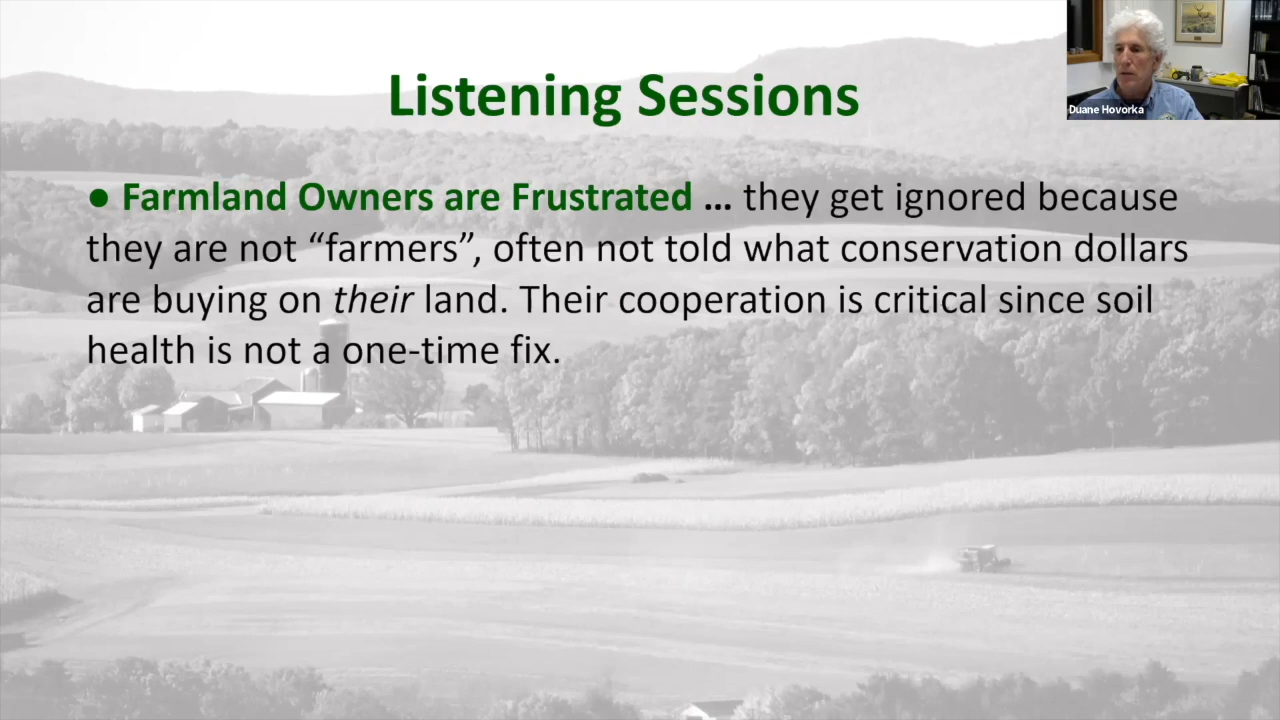 Listening Sessions
Duane Hovorka
● Farmland Owners are Frustrated ... they get ignored because
they are not “farmers”, often not told what conservation dollars
are buying on their land. Their cooperation is critical since soil
health is not a one-time fix.